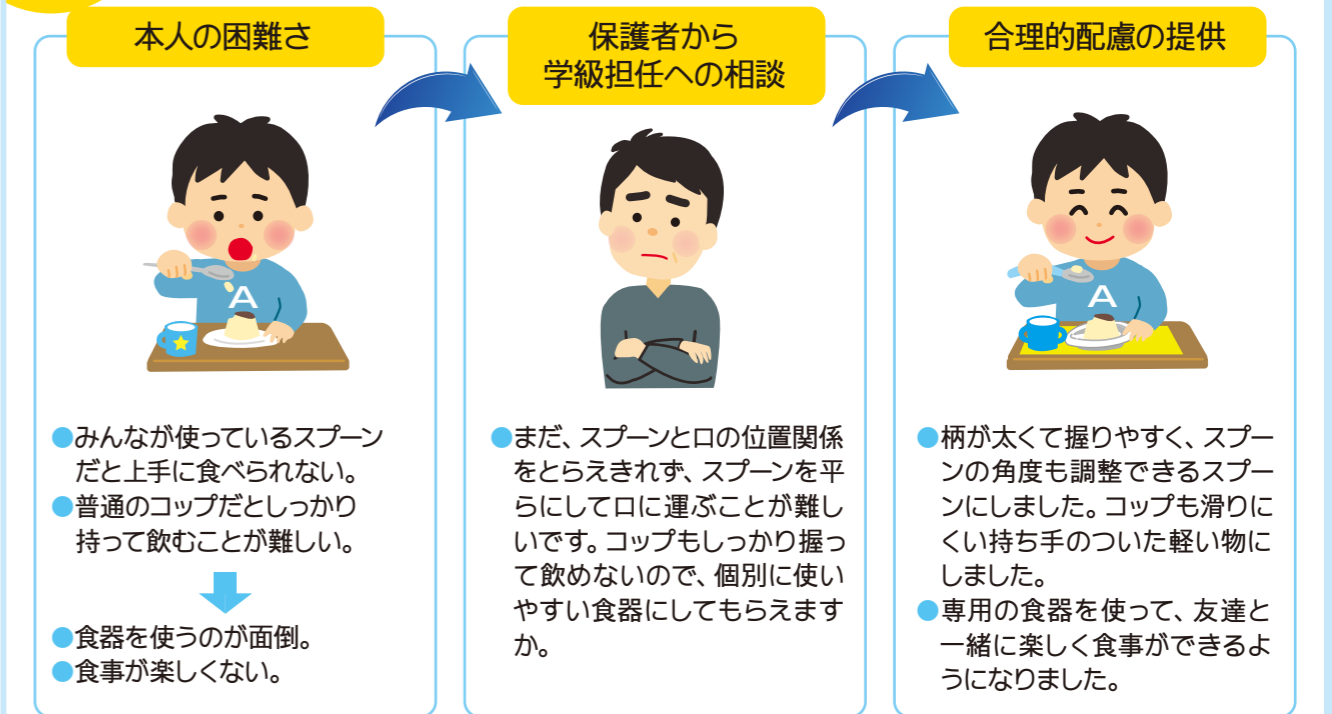 本人の困難さ
A
●みんなが使っているスプーン
だと上手に食べられない。
●普通のコップだとしっかり
持って飲むことが難しい。
●食器を使うのが面倒。
●食事が楽しくない。
保護者から
学級担任への相談
●まだ、スプーンと口の位置関係
をとらえきれず、スプーンを平
らにして口に運ぶことが難し
いです。コップもしっかり握っ
て飲めないので、個別に使い
やすい食器にしてもらえます
か。
合理的配慮の提供
A
●柄が太くて握りやすく、スプー
ンの角度も調整できるスプー
ンにしました。コップも滑りに
くい持ち手のついた軽い物に
しました。
●専用の食器を使って、友達と
一緒に楽しく食事ができるよ
うになりました。